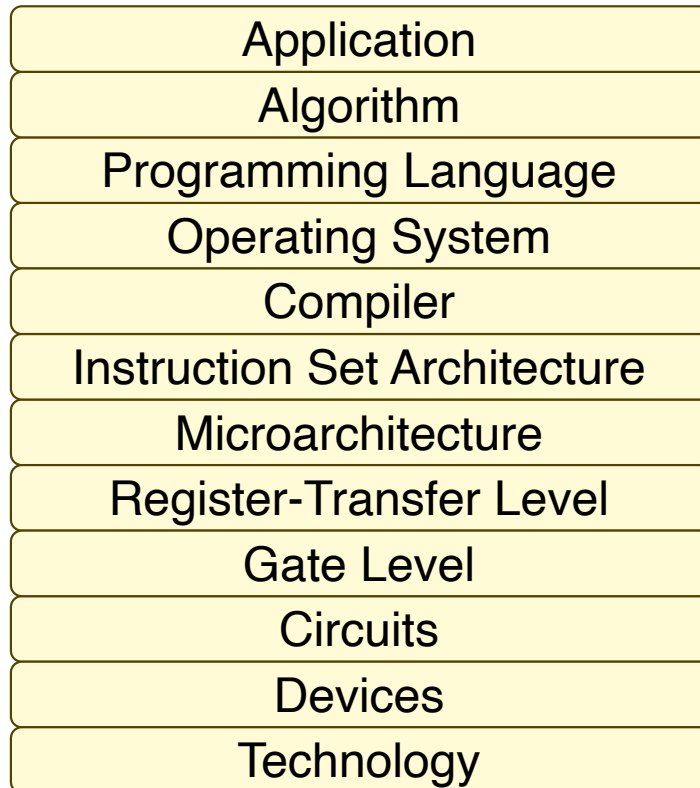 Application
Algorithm
Programming Language
Operating System
Compiler
Instruction Set Architecture
Microarchitecture
Register-Transfer Level
Gate Level
Circuits
Devices
Technology